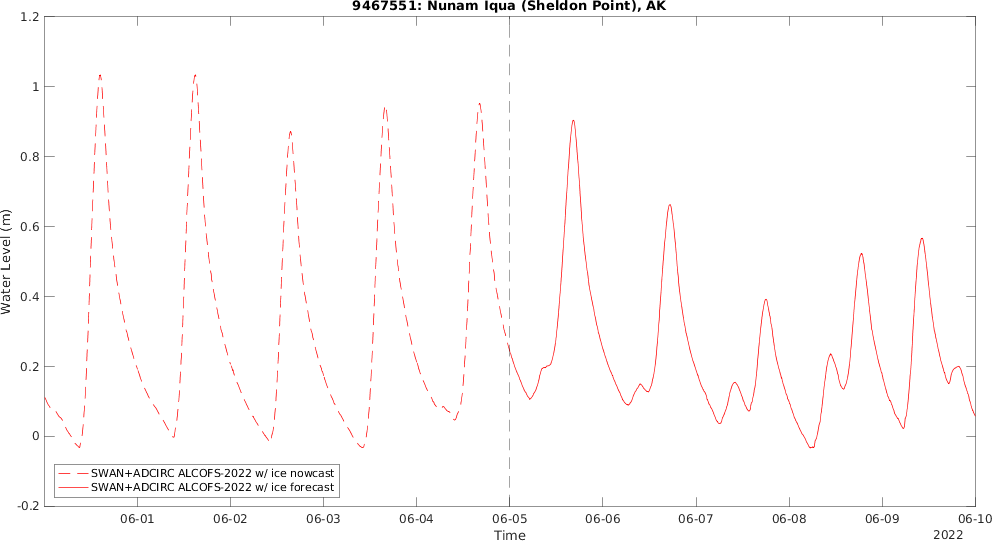 9467551: Nunam Iqua (Sheldon Point), AK
1.2
1
0.8
0.6
0.4
0.2
0
-0.2
Water Level (m)
SWAN+ADCIRC ALCOFS-2022 w/ ice nowcast
SWAN+ADCIRC ALCOFS-2022 w/ ice forecast
06-01 06-02 06-03 06-04 06-05 06-06 06-07 06-08 06-09 06-10
Time
2022